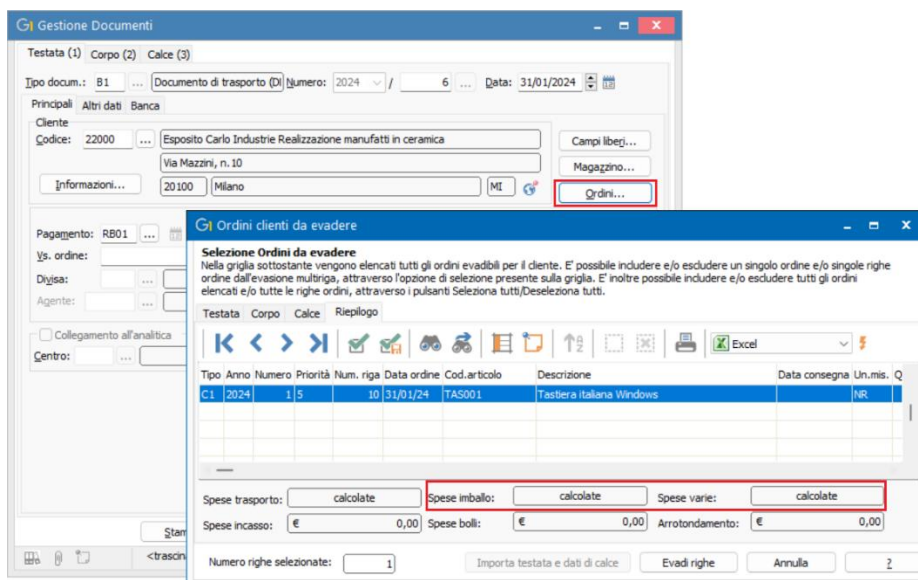 Gestione Documenti
Testata (1) Corpo (2) Calce (3)
Tipo docum.: B1 ... Documento di trasporto (DI Numero: 2024 / 6 ... Data: 31/01/2024
Principali Altri dati Banca
Cliente
Codice: 22000 ... Esposito Carlo Industrie Realizzazione manufatti in ceramica Campi liberi...
Via Mazzini, n. 10 Magazzino...
Informazioni... 20100 Milano MI Ordini...
Pagamento: RB01 ...
Vs. ordine:
Divisa: ...
Agente: ...
Collegamento all'analitica
Centro: ...
Stam
<trascin
Ordini clienti da evadere
Selezione Ordini da evadere
Nella griglia sottostante vengono elencati tutti gli ordini evadibili per il cliente. E' possibile includere e/o escludere un singolo ordine e/o singole righe
ordine dall'evasione multiriga, attraverso l'opzione di selezione presente sulla griglia. E' inoltre possibile includere e/o escludere tutti gli ordini
elencati e/o tutte le righe ordini, attraverso i pulsanti Seleziona tutti/Deseleziona tutti.
Testata Corpo Calce Riepilogo
Excel
Tipo Anno Numero Priorità Num. riga Data ordine Cod.articolo Descrizione Data consegna Un.mis. Q
C1 2024 1 5 10 31/01/24 TAS001 Tastiera italiana Windows NR
Spese trasporto: calcolate Spese imballo: calcolate Spese varie: calcolate
Spese incasso: € 0,00 Spese bolli: € 0,00 Arrotondamento: € 0,00
Numero righe selezionate: 1 Importa testata e dati di calce Evadi righe Annulla ?